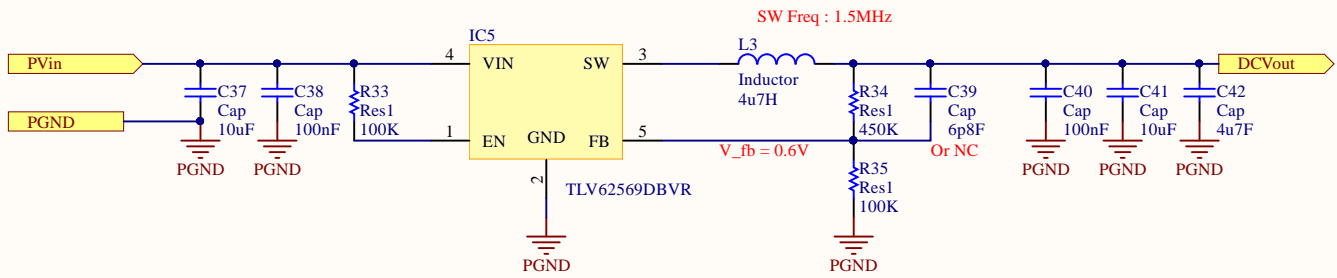 SW Freq : 1.5MHz
IC5
L3
PVin
4
VIN
SW
3
DCVout
Inductor
4u7H
C37
Cap
10uF
C38
Cap
100nF
R33
Res1
100K
R34
Res1
450K
C39
Cap
6p8F
C40
Cap
100nF
C41
Cap
10uF
C42
Cap
4u7F
PGND
1
EN
GND
FB
5
V_fb = 0.6V
Or NC
PGND
PGND
PGND
PGND
PGND
2
TLV62569DBVR
R35
Res1
100K
PGND
PGND